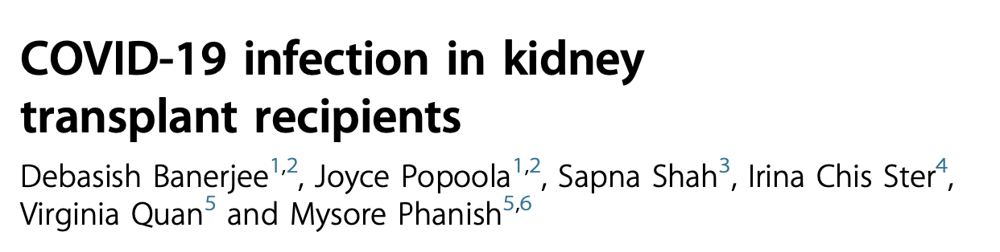 COVID-19 infection in kidney
transplant recipients
Debasish Banerjee1,2, Joyce Popoola1,2, Sapna Shah3, Irina Chis Ster4,
Virginia Quan5 and Mysore Phanish5,6